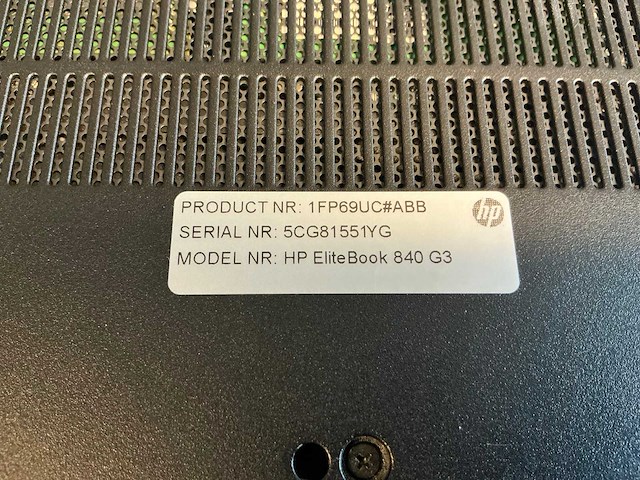 PRODUCT NR: 1FP69UC#ABB
hp
SERIAL NR: 5CG81551YG
MODEL NR: HP EliteBook 840 G3